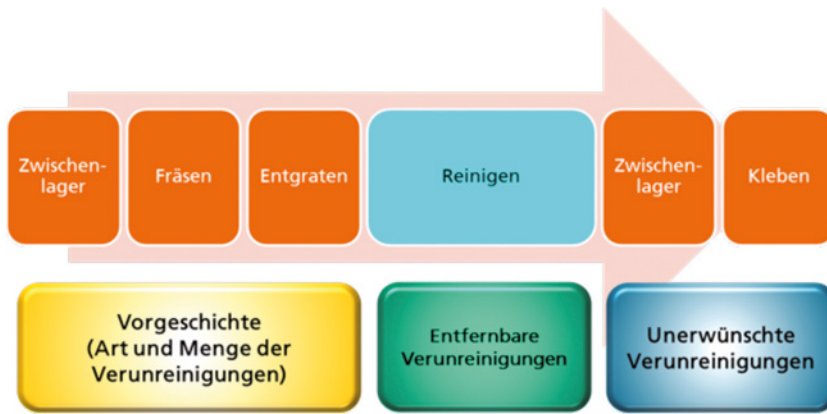 Zwischen-
lager
Fräsen
Entgraten
Reinigen
Zwischen-
lager
Kleben
Vorgeschichte
(Art und Menge der
Verunreinigungen)
Entfernbare
Verunreinigungen
Unerwünschte
Verunreinigungen